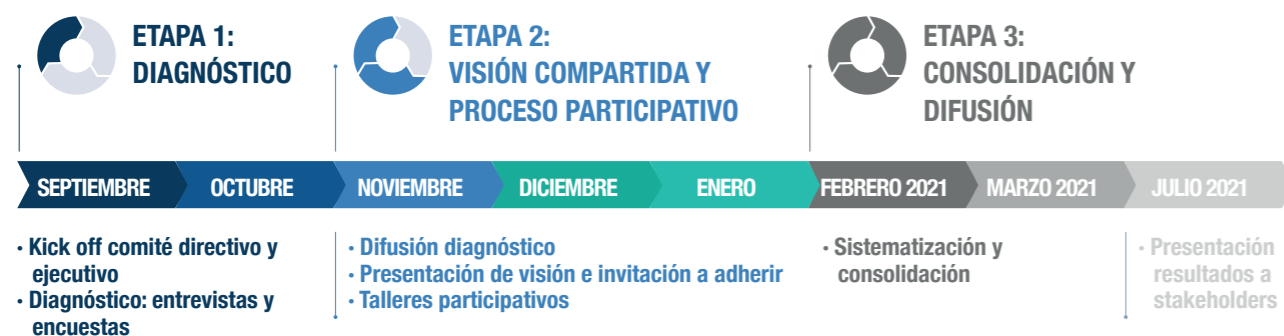 ETAPA 1:
DIAGNÓSTICO
ETAPA 2:
VISIÓN COMPARTIDA Y
PROCESO PARTICIPATIVO
ETAPA 3:
CONSOLIDACIÓN Y
DIFUSIÓN
SEPTIEMBRE OCTUBRE NOVIEMBRE DICIEMBRE ENERO FEBRERO 2021 MARZO 2021 JULIO 2021
• Kick off comité directivo y
ejecutivo
• Diagnóstico: entrevistas y
encuestas
• Difusión diagnóstico
• Presentación de visión e invitación a adherir
• Talleres participativos
• Sistematización y
consolidación
• Presentación
resultados a
stakeholders